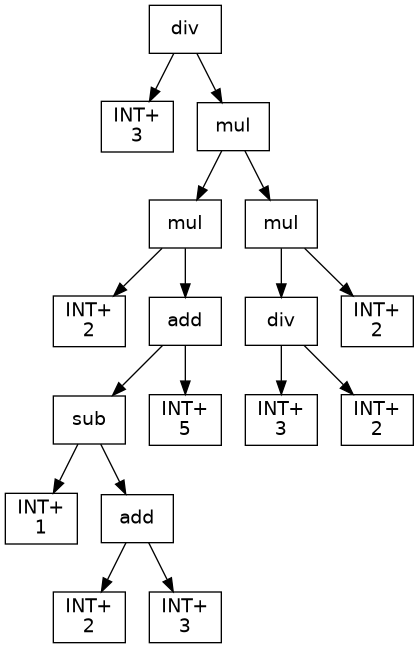 div
INT+
3
mul
mul
mul
INT+
2
add
div
INT+
2
sub
INT+
5
INT+
3
INT+
2
INT+
1
add
INT+
2
INT+
3